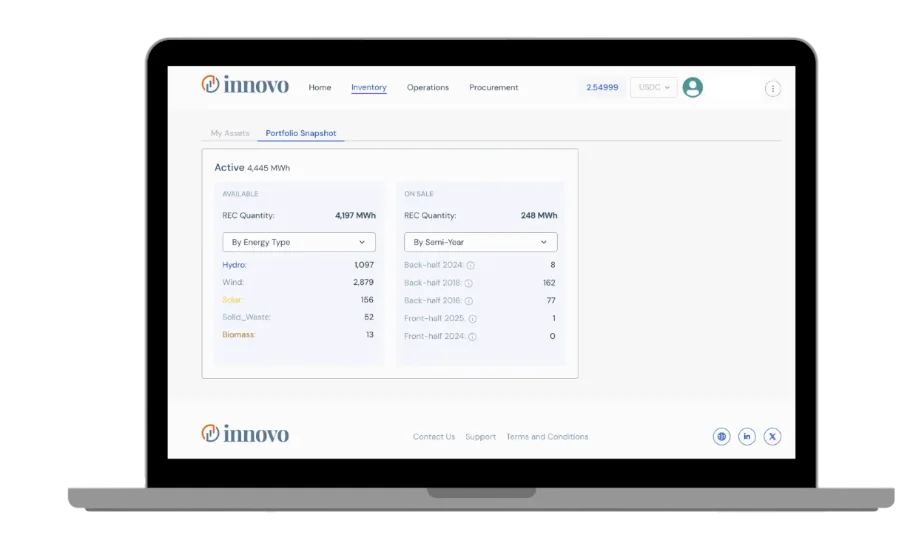 innovo Home Inventory Operations Procurement 2.54999 USDC
My Assets Portfolio Snapshot
Active 4,445 MWh
AVAILABLE
REC Quantity: 4,197 MWh
By Energy Type
Hydro: 1,097
Wind: 2,879
Solar: 156
Solid_Waste: 52
Biomass: 13
ON SALE
REC Quantity: 248 MWh
By Semi-Year
Back-half 2024: 8
Back-half 2018: 162
Back-half 2016: 77
Front-half 2025: 1
Front-half 2024: 0
innovo Contact Us Support Terms and Conditions in X